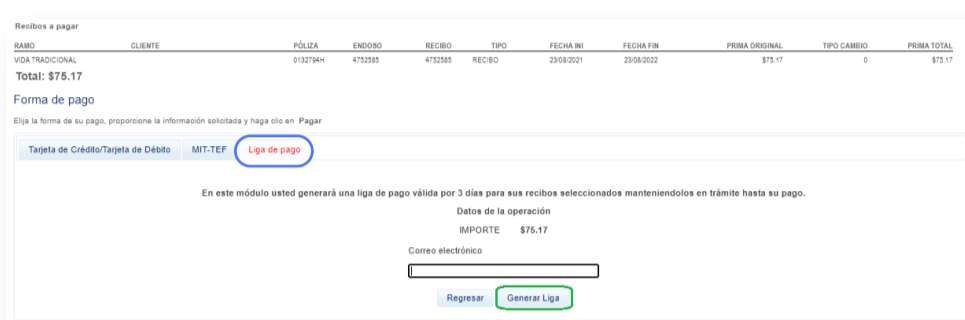 Recibos a pagar
RAMO CLIENTE PÓLIZA ENDOSO RECIBO TIPO FECHA INI FECHA FIN PRIMA ORIGINAL TIPO CAMBIO PRIMA TOTAL
VIDA TRADICIONAL 0132794H 4752585 4752585 RECIBO 23/08/2021 23/08/2022 $75.17 0 $75.17
Total: $75.17
Forma de pago
Elija la forma de su pago, proporcione la información solicitada y haga clic en Pagar
Tarjeta de Crédito/Tarjeta de Débito MIT-TEF Liga de pago
En este módulo usted generará una liga de pago válida por 3 días para sus recibos seleccionados manteniendolos en trámite hasta su pago.
Datos de la operación
IMPORTE $75.17
Correo electrónico
Regresar Generar Liga